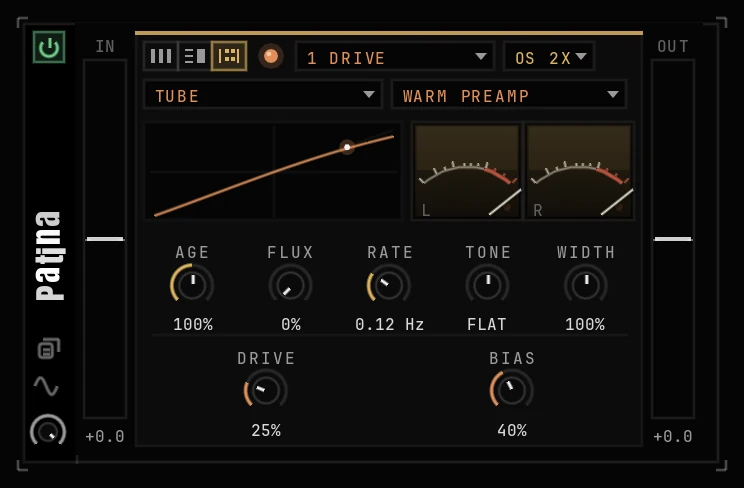 IN
1 DRIVE
OS 2X
OUT
TUBE
WARM PREAMP
L
R
Patina
AGE
FLUX
RATE
TONE
WIDTH
100%
0%
0.12 Hz
FLAT
100%
DRIVE
BIAS
25%
40%
+0.0
+0.0